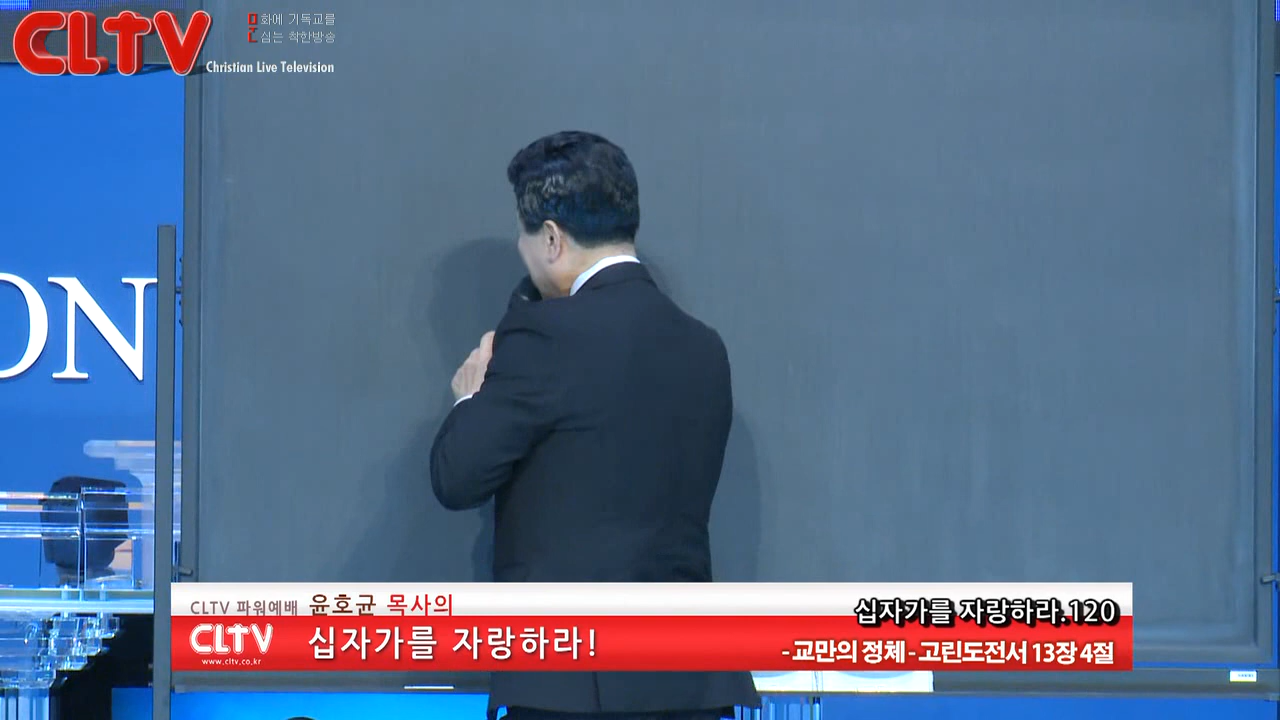 CLTV
문화에 기독교를
심는 착한방송
Christian Live Television
ON
CLTV 파워예배 윤호균 목사의
십자가를 자랑하라.120
CLTV
www.cltv.co.kr
십자가를 자랑하라!
- 교만의 정체 - 고린도전서 13장 4절